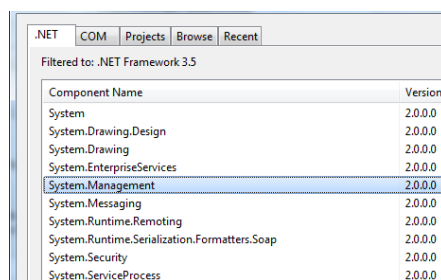 .NET COM Projects Browse Recent
Filtered to: .NET Framework 3.5
Component Name Version
System 2.0.0.0
System.Drawing.Design 2.0.0.0
System.Drawing 2.0.0.0
System.EnterpriseServices 2.0.0.0
System.Management 2.0.0.0
System.Messaging 2.0.0.0
System.Runtime.Remoting 2.0.0.0
System.Runtime.Serialization.Formatters.Soap 2.0.0.0
System.Security 2.0.0.0
System.ServiceProcess 2.0.0.0